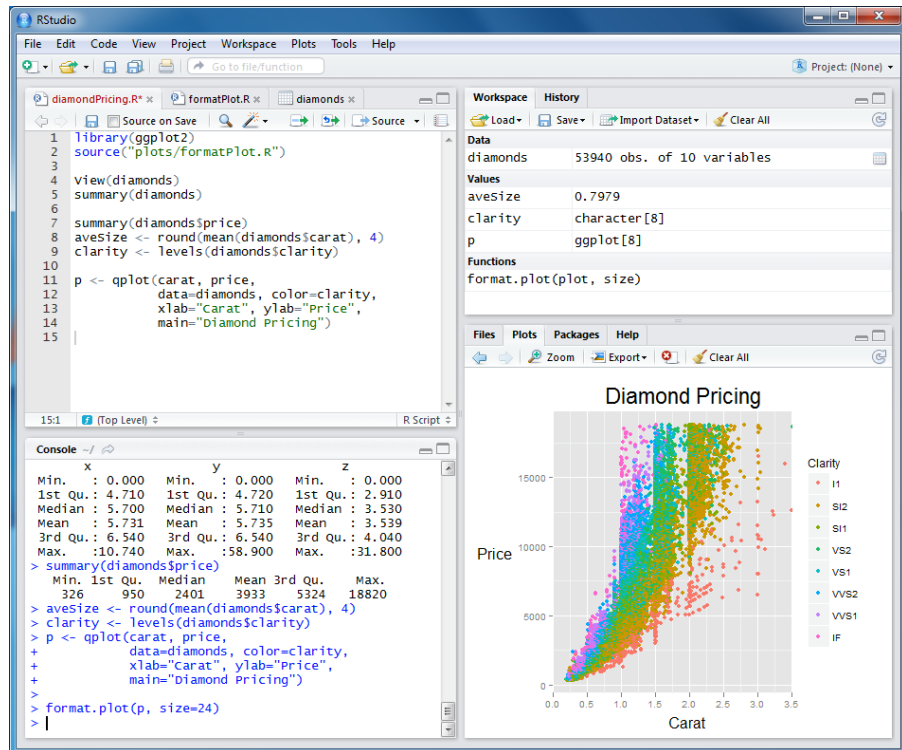 RStudio
File Edit Code View Project Workspace Plots Tools Help
Go to file/function
Project: (None)
diamondPricing.R* × formatPlot.R × diamonds ×
Source on Save Source
1 library(ggplot2)
2 source("plots/formatPlot.R")
3
4 View(diamonds)
5 summary(diamonds)
6
7 summary(diamonds$price)
8 aveSize <- round(mean(diamonds$carat), 4)
9 clarity <- levels(diamonds$clarity)
10
11 p <- qplot(carat, price,
12 data=diamonds, color=clarity,
13 xlab="Carat", ylab="Price",
14 main="Diamond Pricing")
15
15:1 (Top Level) R Script
Console ~/
x y z
Min. : 0.000 Min. : 0.000 Min. : 0.000
1st Qu.: 4.710 1st Qu.: 4.720 1st Qu.: 2.910
Median : 5.700 Median : 5.710 Median : 3.530
Mean : 5.731 Mean : 5.735 Mean : 3.539
3rd Qu.: 6.540 3rd Qu.: 6.540 3rd Qu.: 4.040
Max. :10.740 Max. :58.900 Max. :31.800
> summary(diamonds$price)
Min. 1st Qu. Median Mean 3rd Qu. Max.
326 950 2401 3933 5324 18820
> aveSize <- round(mean(diamonds$carat), 4)
> clarity <- levels(diamonds$clarity)
> p <- qplot(carat, price,
+ data=diamonds, color=clarity,
+ xlab="Carat", ylab="Price",
+ main="Diamond Pricing")
>
> format.plot(p, size=24)
>
Workspace History
Load Save Import Dataset Clear All
Data
diamonds 53940 obs. of 10 variables
Values
aveSize 0.7979
clarity character[8]
p ggplot[8]
Functions
format.plot(plot, size)
Files Plots Packages Help
Zoom Export Clear All
Diamond Pricing
Price
15000
10000
5000
0
0.0 0.5 1.0 1.5 2.0 2.5 3.0 3.5
Carat
Clarity
I1
SI2
SI1
VS2
VS1
VVS2
VVS1
IF